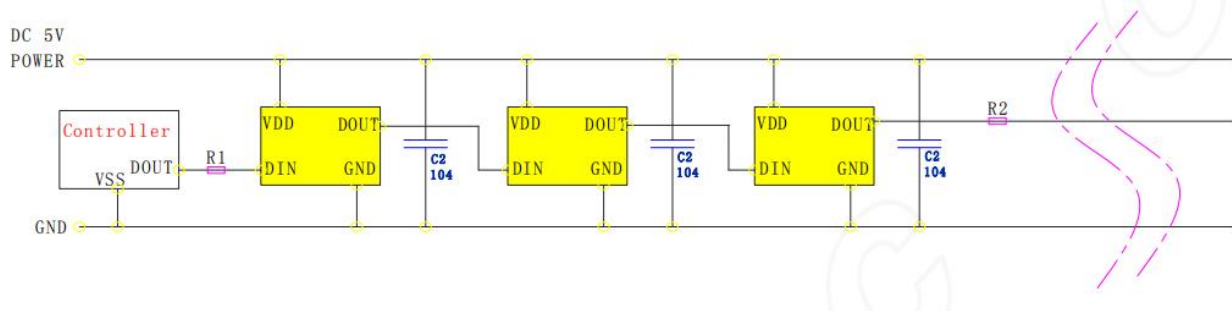 DC 5V
POWER
Controller
DOUT
VSS
R1
VDD
DOUT
DIN
GND
C2
104
VDD
DOUT
DIN
GND
C2
104
VDD
DOUT
DIN
GND
C2
104
R2
GND